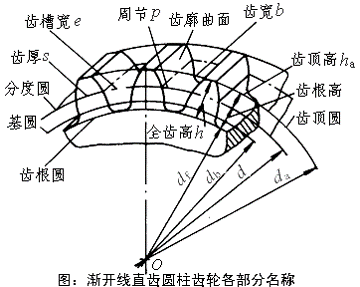 齿槽宽e
周节p
齿廓曲面
齿宽b
齿厚s
齿顶高ha
分度圆
齿根高
基圆
齿顶圆
全齿高h
齿根圆
df
db
d
da
O
图：渐开线直齿圆柱齿轮各部分名称